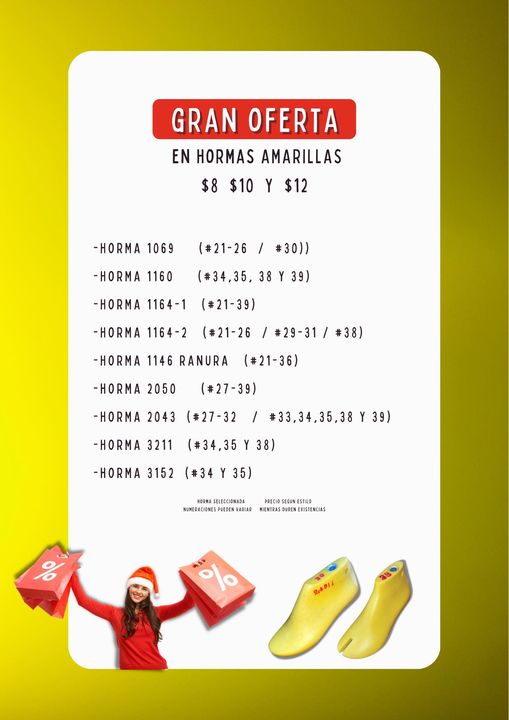 GRAN OFERTA
EN HORMAS AMARILLAS
$8 $10 Y $12
-HORMA 1069 (#21-26 / #30))
-HORMA 1160 (#34,35, 38 Y 39)
-HORMA 1164-1 (#21-39)
-HORMA 1164-2 (#21-26 / #29-31 / #38)
-HORMA 1146 RANURA (#21-36)
-HORMA 2050 (#27-39)
-HORMA 2043 (#27-32 / #33,34,35,38 Y 39)
-HORMA 3211 (#34,35 Y 38)
-HORMA 3152 (#34 Y 35)
HORMA SELECCIONADA PRECIO SEGUN ESTILO
NUMERACIONES PUEDEN VARIAR MIENTRAS DUREN EXISTENCIAS
% %